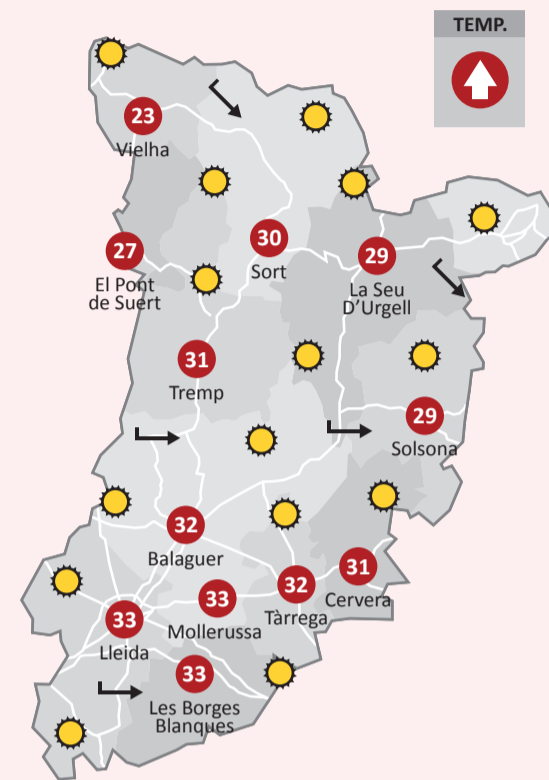 TEMP.
23
Vielha
27
El Pont
de Suert
30
Sort
29
La Seu
D'Urgell
31
Tremp
29
Solsona
32
Balaguer
31
Cervera
32
Tàrrega
33
Mollerussa
33
Lleida
33
Les Borges
Blanques